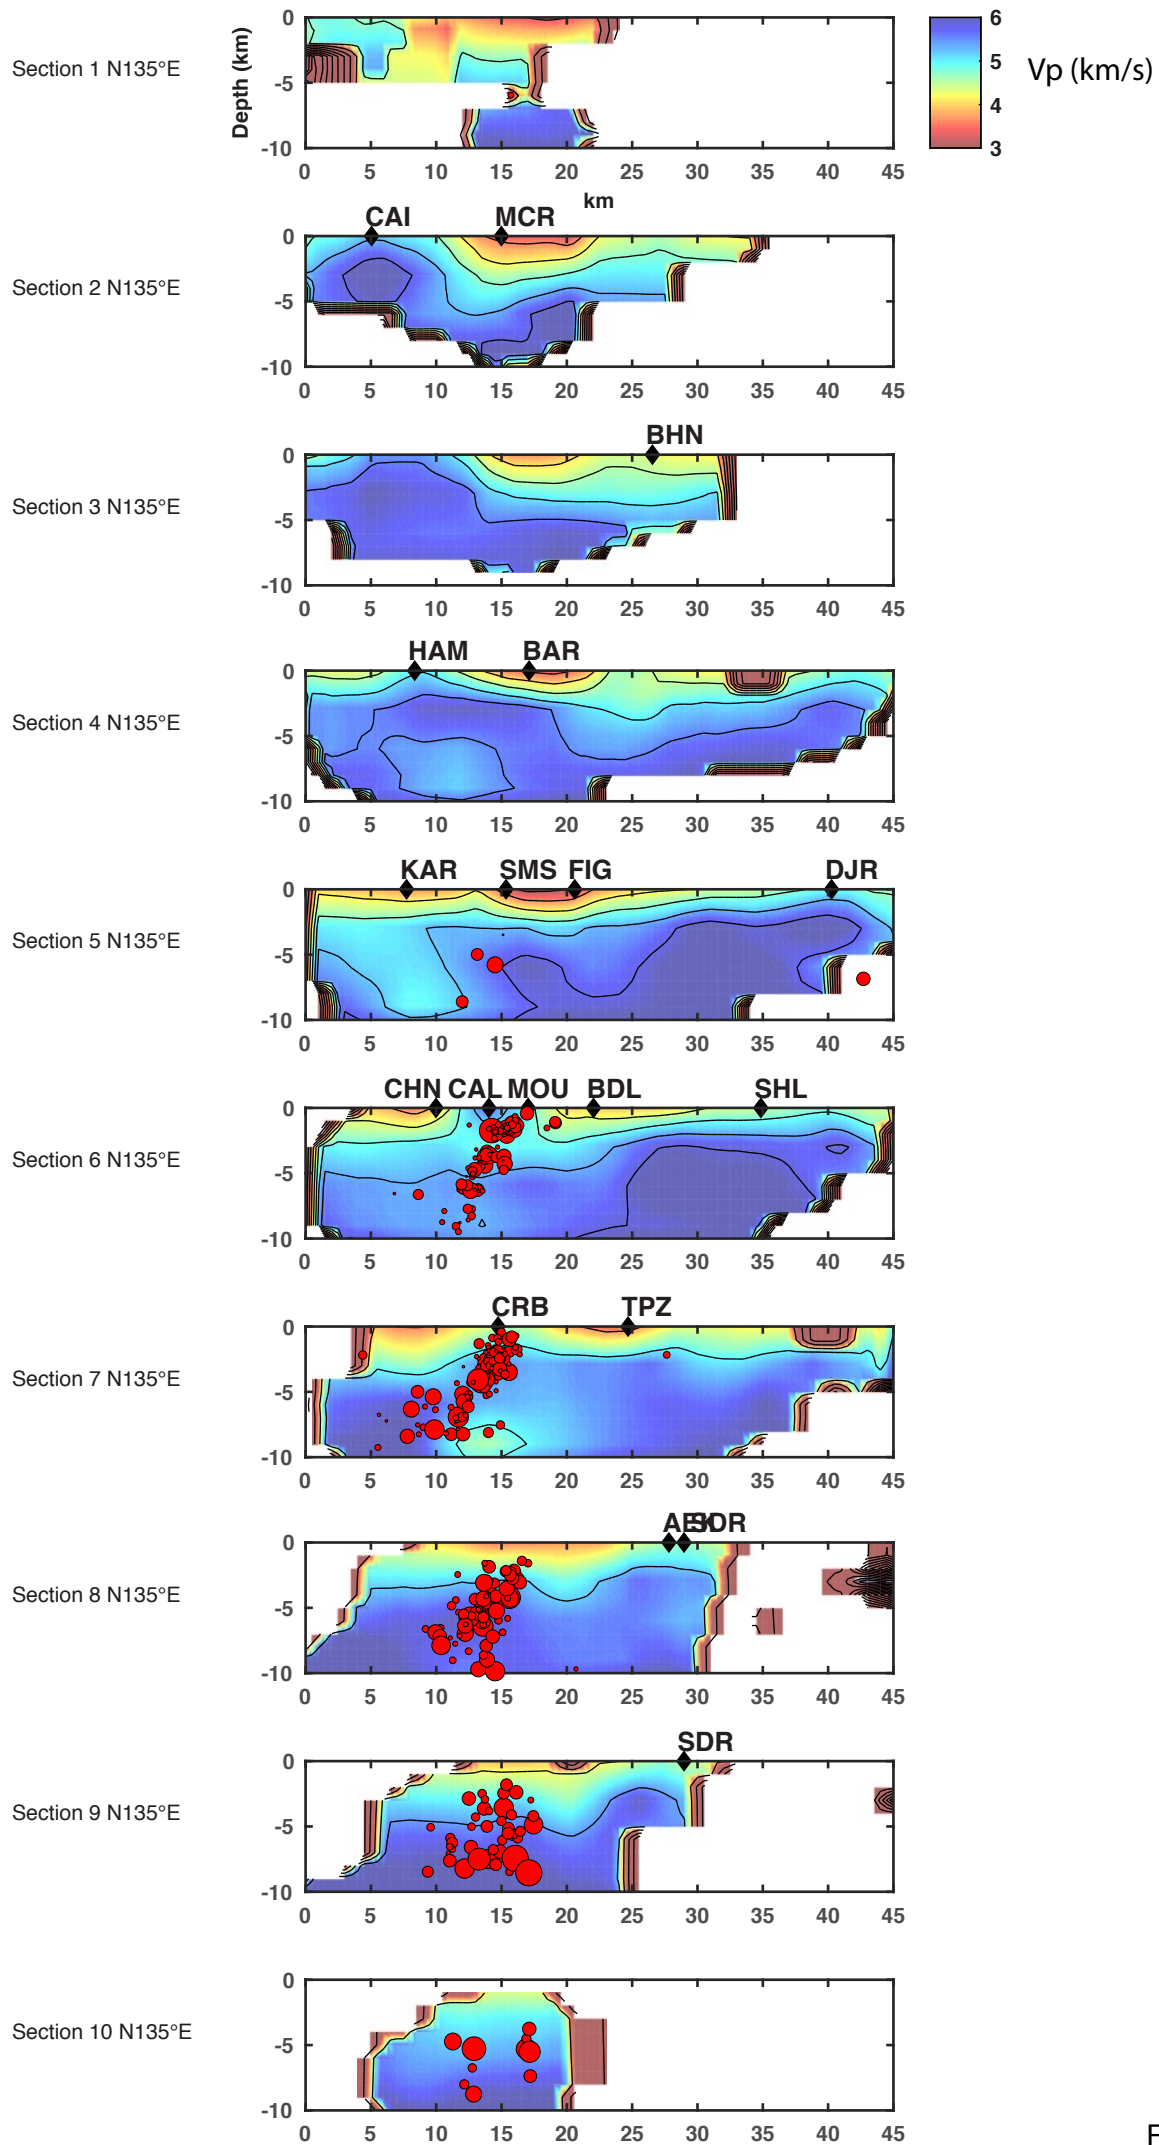 0
Section 1 N135°E
Depth (km)
-5
-10
0 5 10 15 20 25 30 35 40 45
km
6
5
4
3
Vp (km/s)
CAI MCR
0
Section 2 N135°E
-5
-10
0 5 10 15 20 25 30 35 40 45
BHN
0
Section 3 N135°E
-5
-10
0 5 10 15 20 25 30 35 40 45
HAM BAR
0
Section 4 N135°E
-5
-10
0 5 10 15 20 25 30 35 40 45
KAR SMS FIG DJR
0
Section 5 N135°E
-5
-10
0 5 10 15 20 25 30 35 40 45
CHN CAL MOU BDL SHL
0
Section 6 N135°E
-5
-10
0 5 10 15 20 25 30 35 40 45
CRB TPZ
0
Section 7 N135°E
-5
-10
0 5 10 15 20 25 30 35 40 45
SDR
0
Section 8 N135°E
-5
-10
0 5 10 15 20 25 30 35 40 45
SDR
0
Section 9 N135°E
-5
-10
0 5 10 15 20 25 30 35 40 45
0
Section 10 N135°E
-5
-10
0 5 10 15 20 25 30 35 40 45
F